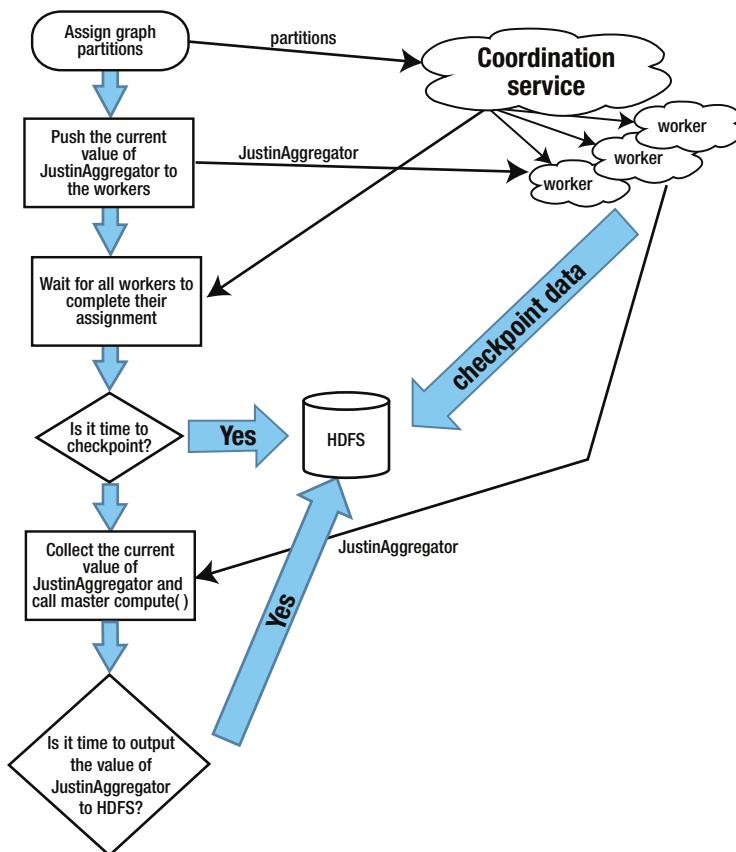 Assign graph
partitions
partitions
Coordination
service
worker
worker
worker
Push the current
value of
JustinAggregator to
the workers
JustinAggregator
Wait for all workers to
complete their
assignment
checkpoint data
Is it time to
checkpoint?
Yes
HDFS
Collect the current
value of
JustinAggregator and
call master compute( )
JustinAggregator
Yes
Is it time to output
the value of
JustinAggregator
to HDFS?